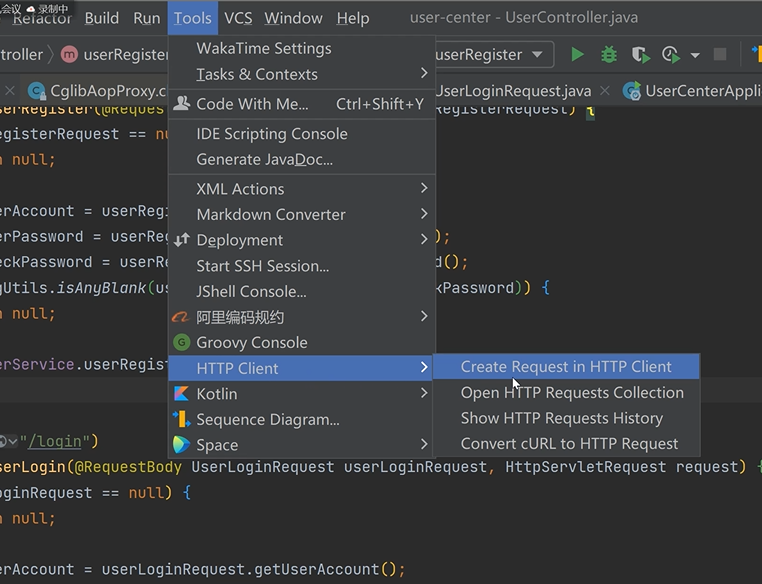 会议 录制中
Refactor Build Run Tools VCS Window Help user-center - UserController.java
troller m userRegister userRegister
CglibAopProxy.c UserLoginRequest.java UserCenterAppli
WakaTime Settings
Tasks & Contexts
Code With Me... Ctrl+Shift+Y
IDE Scripting Console
Generate JavaDoc...
XML Actions
Markdown Converter
Deployment
Start SSH Session...
JShell Console...
阿里编码规约
G Groovy Console
HTTP Client
Kotlin
Sequence Diagram...
Space
Create Request in HTTP Client
Open HTTP Requests Collection
Show HTTP Requests History
Convert cURL to HTTP Request
serRegister(@Reques RegisterRequest) {
egisterRequest == nu
n null;
erAccount = userRegi
erPassword = userReg );
eckPassword = userRe d();
gUtils.isAnyBlank(us kPassword)) {
n null;
erService.userRegist
"/login")
serLogin(@RequestBody UserLoginRequest userLoginRequest, HttpServletRequest request) {
oginRequest == null) {
n null;
erAccount = userLoginRequest.getUserAccount();